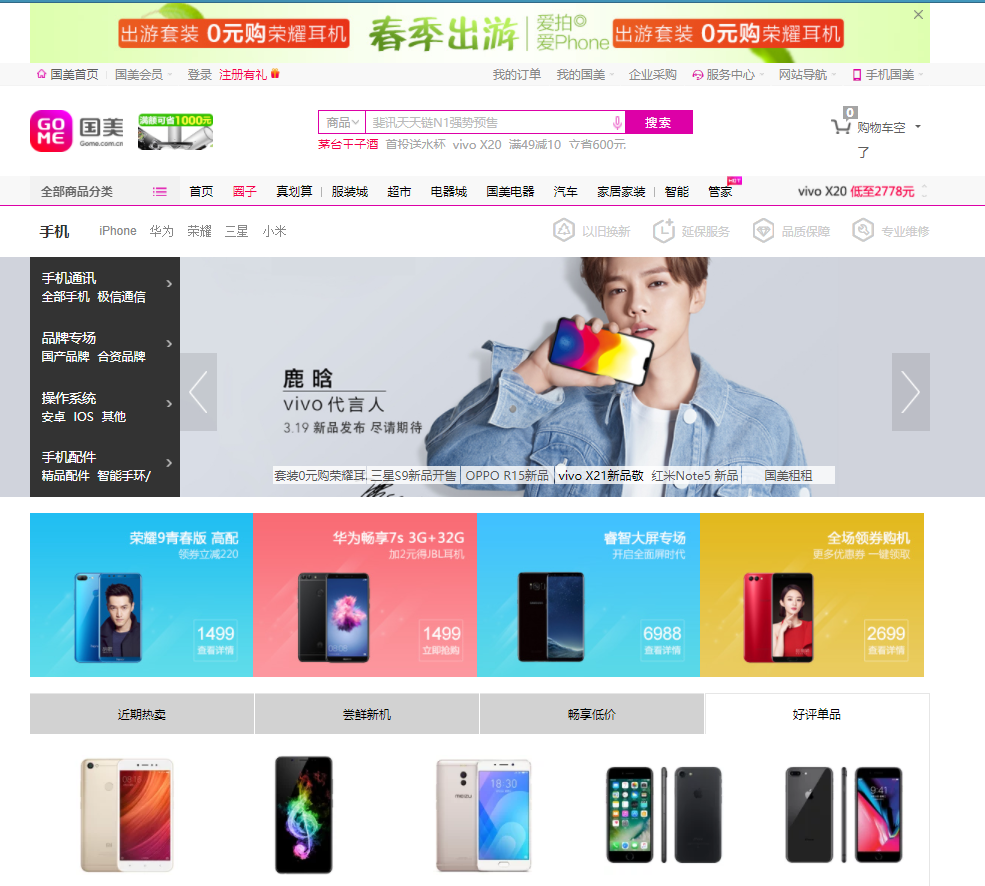 出游套装 0元购荣耀耳机 春季出游 爱拍 爱Phone 出游套装 0元购荣耀耳机
国美首页 国美会员 登录 注册有礼 我的订单 我的国美 企业采购 服务中心 网站导航 手机国美
GO ME 国美 Gome.com.cn
满额可省1000元
商品 斐讯天天链N1强势预售 搜索
0 购物车空了
茅台王子酒 首投送水杯 vivo X20 满49减10 立省600元
全部商品分类 首页 圈子 真划算 服装城 超市 电器城 国美电器 汽车 家居家装 智能 管家 HOT vivo X20 低至2778元
手机 iPhone 华为 荣耀 三星 小米 以旧换新 延保服务 品质保障 专业维修
手机通讯
全部手机 极信通信
品牌专场
国产品牌 合资品牌
操作系统
安卓 IOS 其他
手机配件
精品配件 智能手环/
鹿晗
vivo代言人
3.19 新品发布 尽请期待
套装0元购荣耀耳 三星S9新品开售 OPPO R15新品 vivo X21新品敬 红米Note5 新品 国美租租
荣耀9青春版 高配
领券立减220
1499
查看详情
华为畅享7s 3G+32G
加2元得JBL耳机
1499
立即抢购
睿智大屏专场
开启全面屏时代
6988
查看详情
全场领券购机
更多优惠券 一键领取
2699
查看详情
近期热卖 尝鲜新机 畅享低价 好评单品
08:16
meizu
18:30
9:41